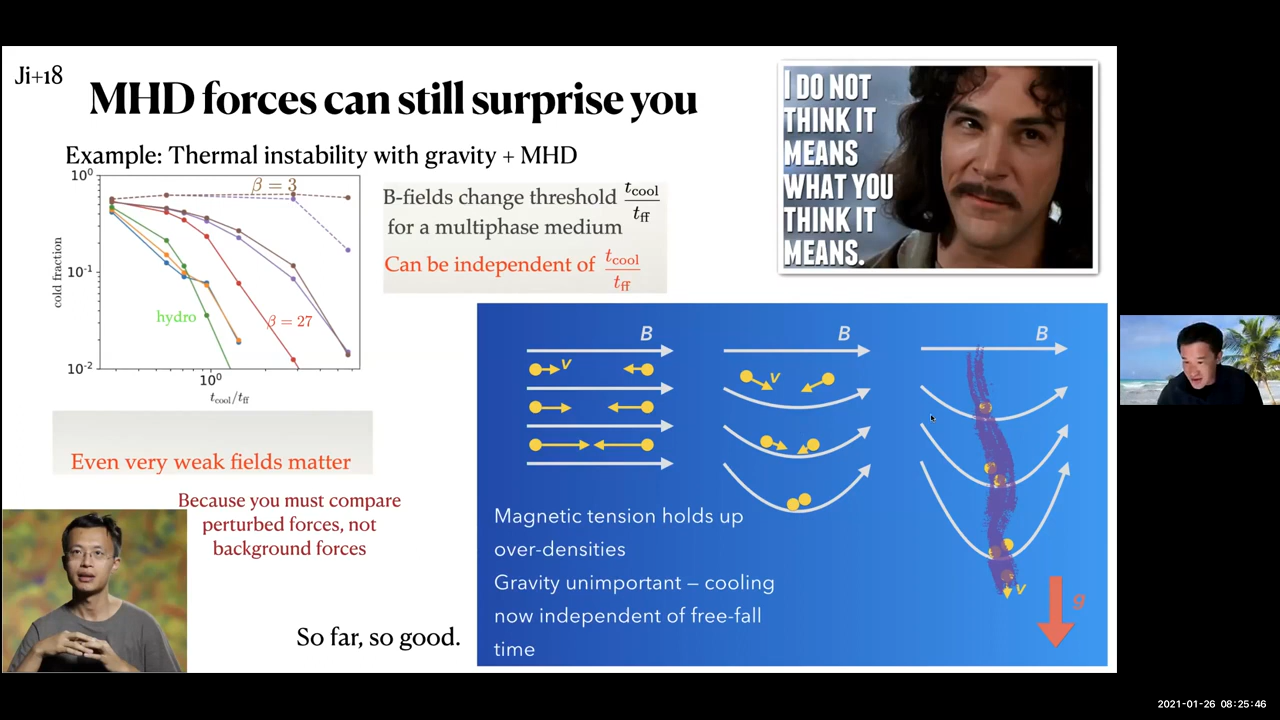 Ji+18
MHD forces can still surprise you
Example: Thermal instability with gravity + MHD
10⁰
10⁻¹
10⁻²
cold fraction
β = 3
hydro
β = 27
10⁰
t_cool/t_ff
B-fields change threshold t_cool/t_ff
for a multiphase medium
Can be independent of t_cool/t_ff
I DO NOT
THINK IT
MEANS
WHAT YOU
THINK IT
MEANS.
Even very weak fields matter
Because you must compare
perturbed forces, not
background forces
So far, so good.
B
v
B
v
B
v
g
Magnetic tension holds up
over-densities
Gravity unimportant – cooling
now independent of free-fall
time
2021-01-26 08:25:46